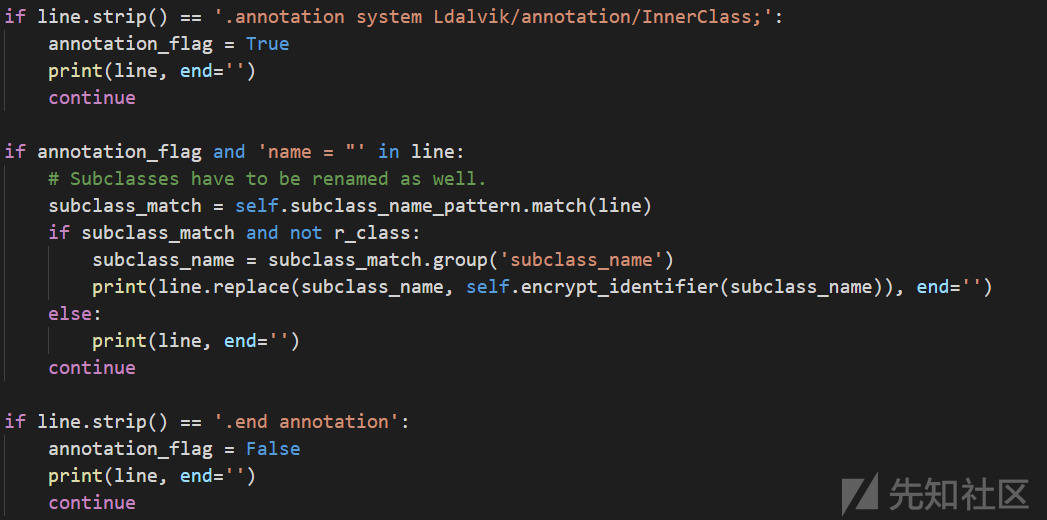 if line.strip() == '.annotation system Ldalvik/annotation/InnerClass;':
    annotation_flag = True
    print(line, end='')
    continue

if annotation_flag and 'name = "' in line:
    # Subclasses have to be renamed as well.
    subclass_match = self.subclass_name_pattern.match(line)
    if subclass_match and not r_class:
        subclass_name = subclass_match.group('subclass_name')
        print(line.replace(subclass_name, self.encrypt_identifier(subclass_name)), end='')
    else:
        print(line, end='')
    continue

if line.strip() == '.end annotation':
    annotation_flag = False
    print(line, end='')
    continue
先知社区